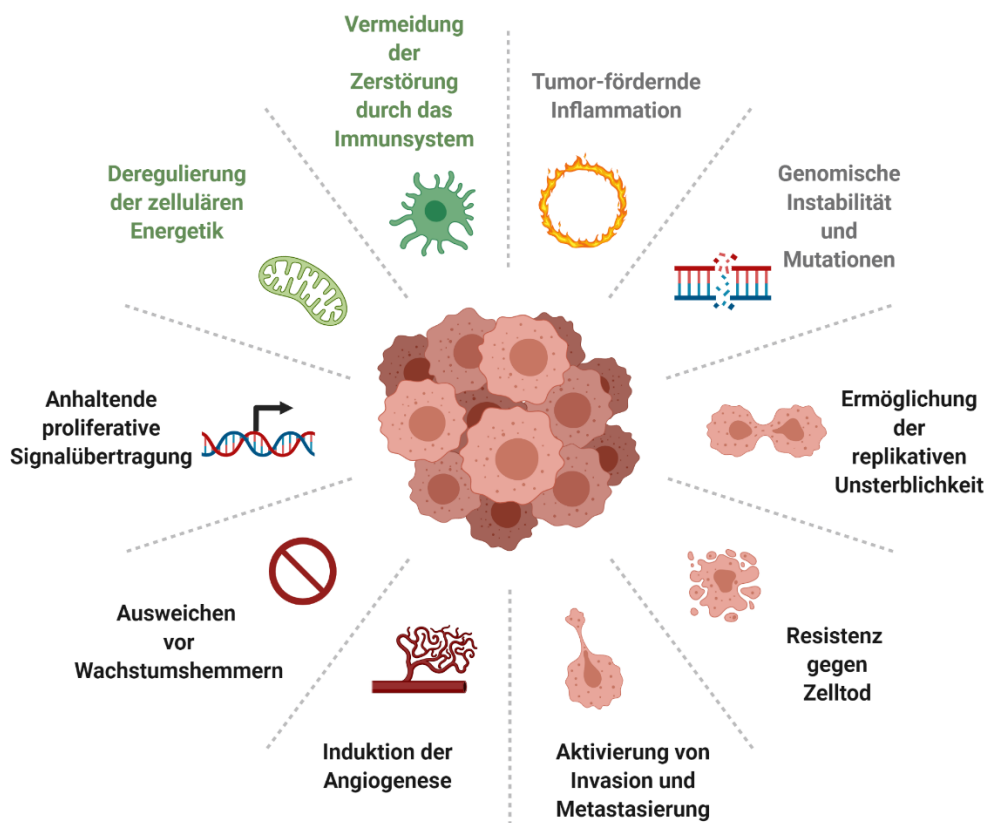 Vermeidung
der
Zerstörung
durch das
Immunsystem
Tumor-fördernde
Inflammation
Deregulierung
der zellulären
Energetik
Genomische
Instabilität
und
Mutationen
Anhaltende
proliferative
Signalübertragung
Ermöglichung
der
replikativen
Unsterblichkeit
Ausweichen
vor
Wachstumshemmern
Resistenz
gegen
Zelltod
Induktion der
Angiogenese
Aktivierung von
Invasion und
Metastasierung